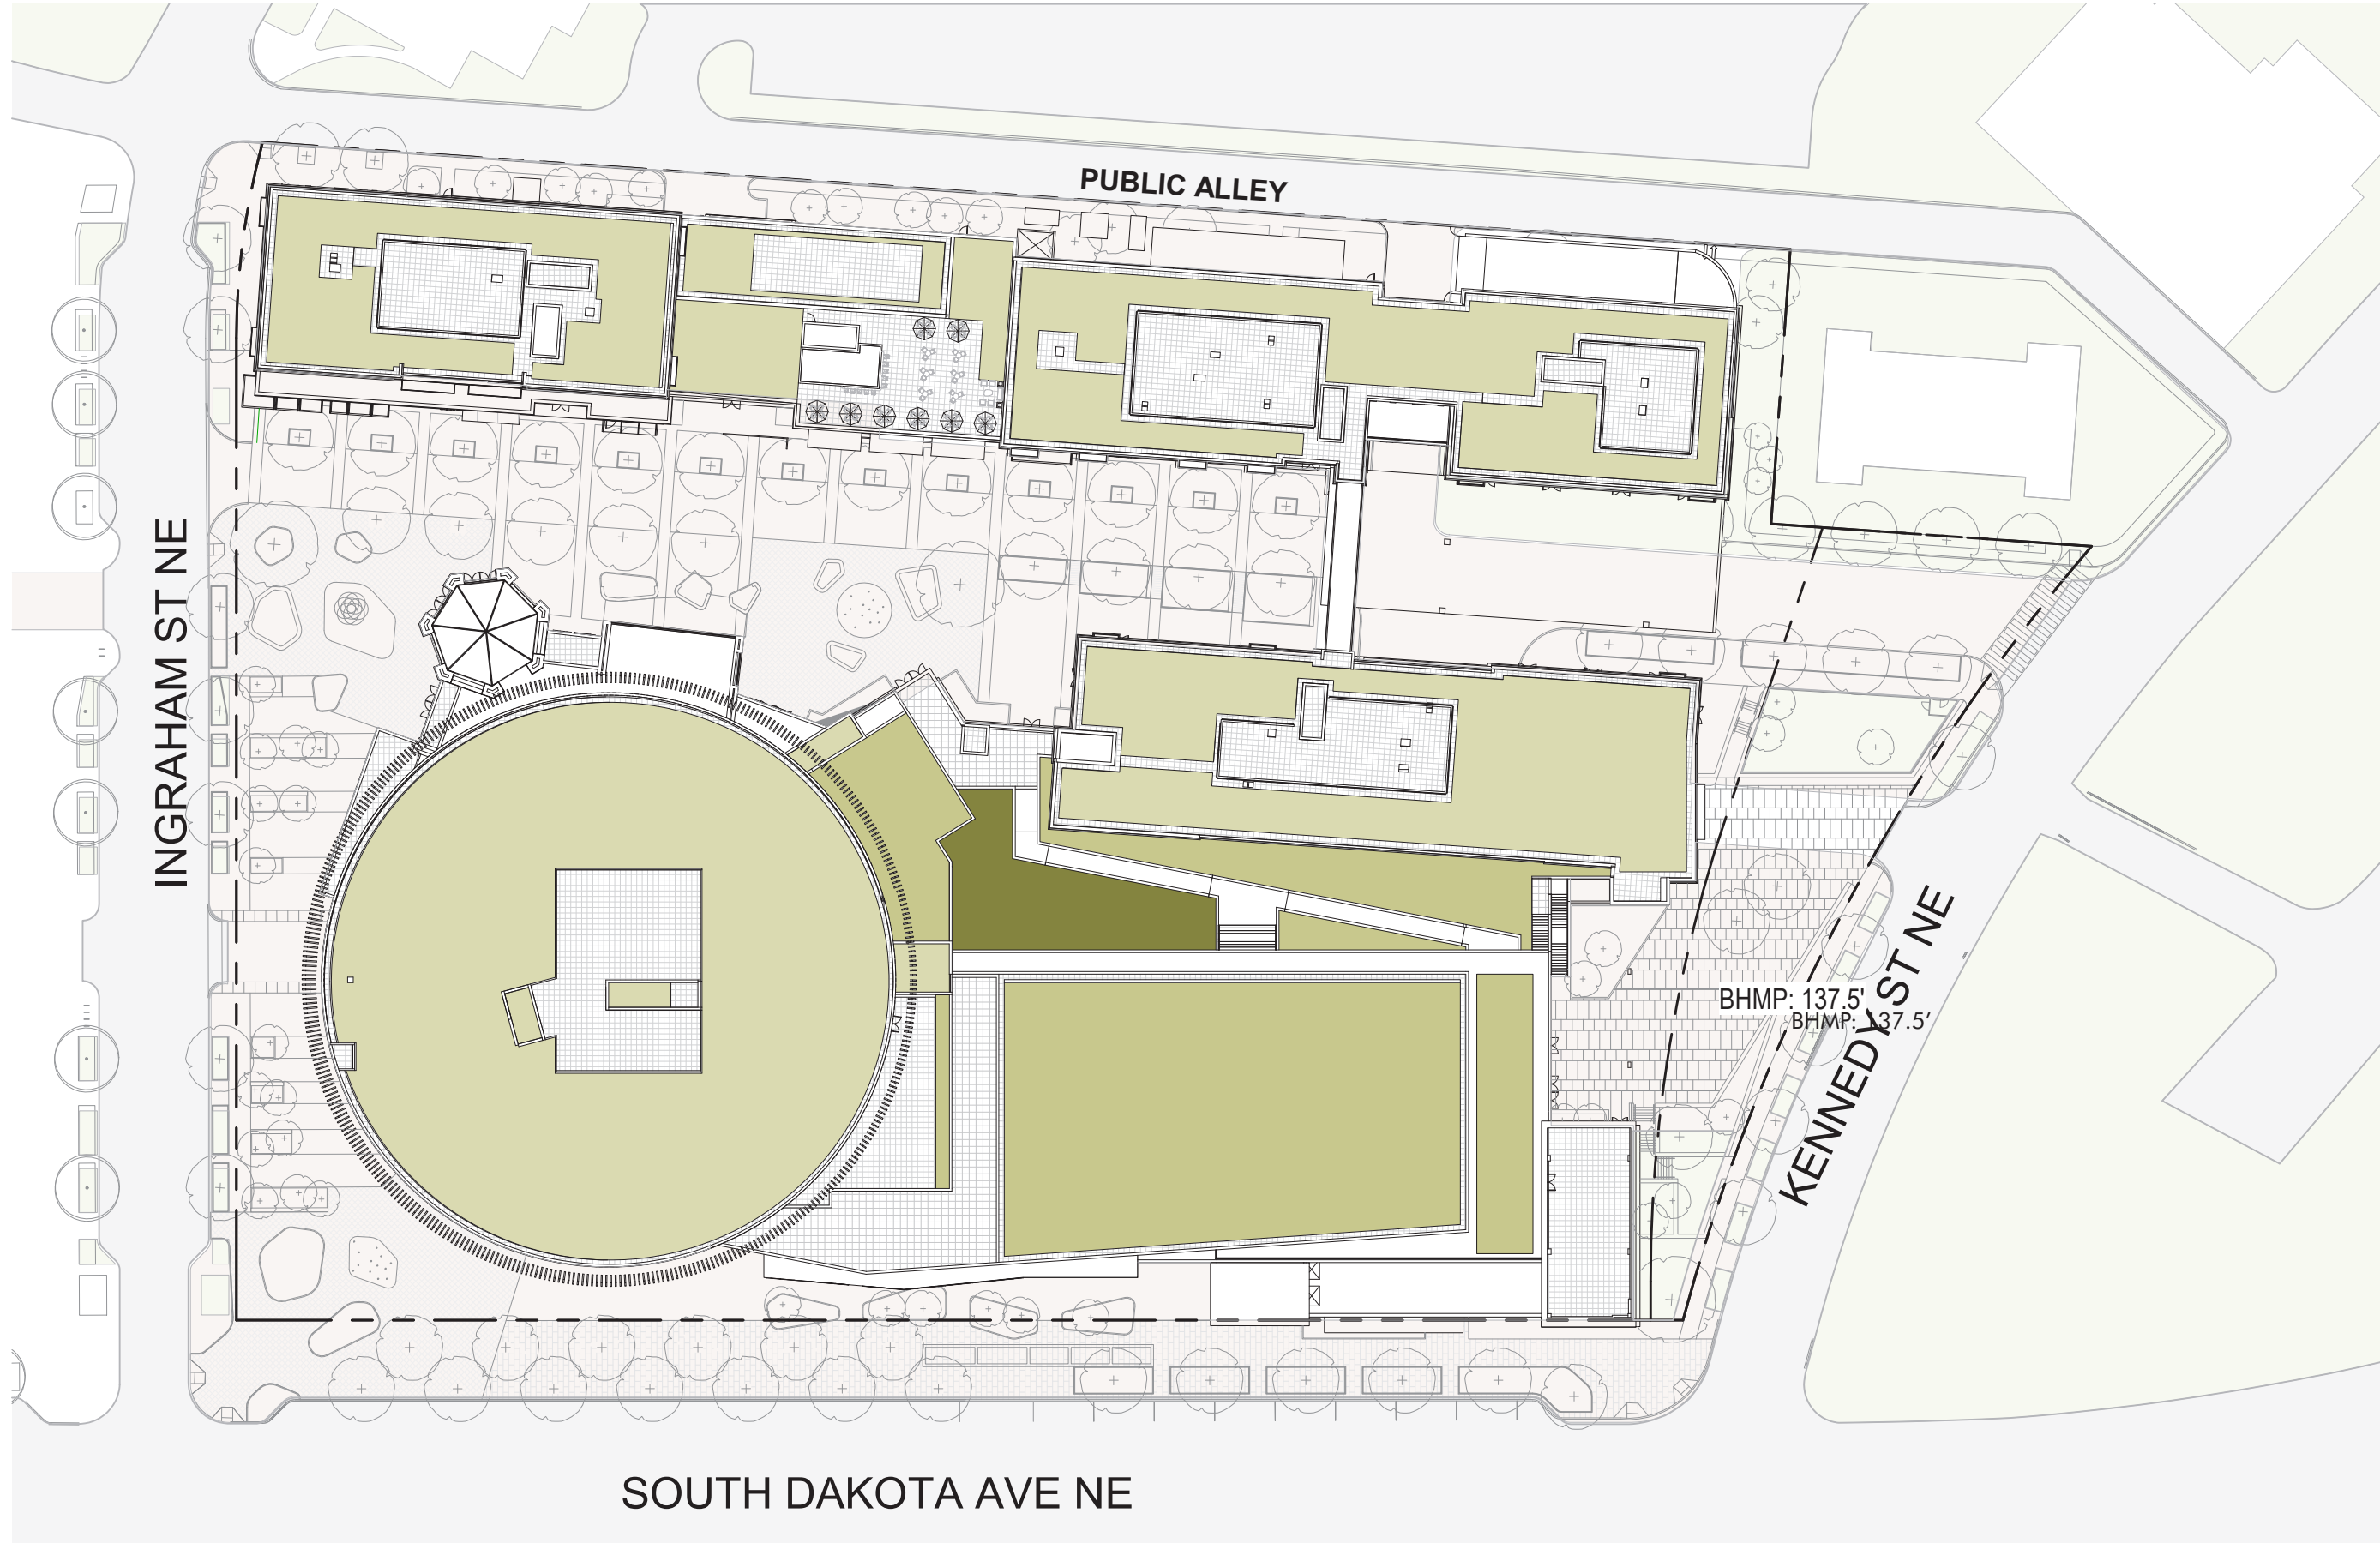 PUBLIC ALLEY
INGRAHAM ST NE
BHMP: 137.5'
BHMP: 137.5'
KENNEDY ST NE
SOUTH DAKOTA AVE NE